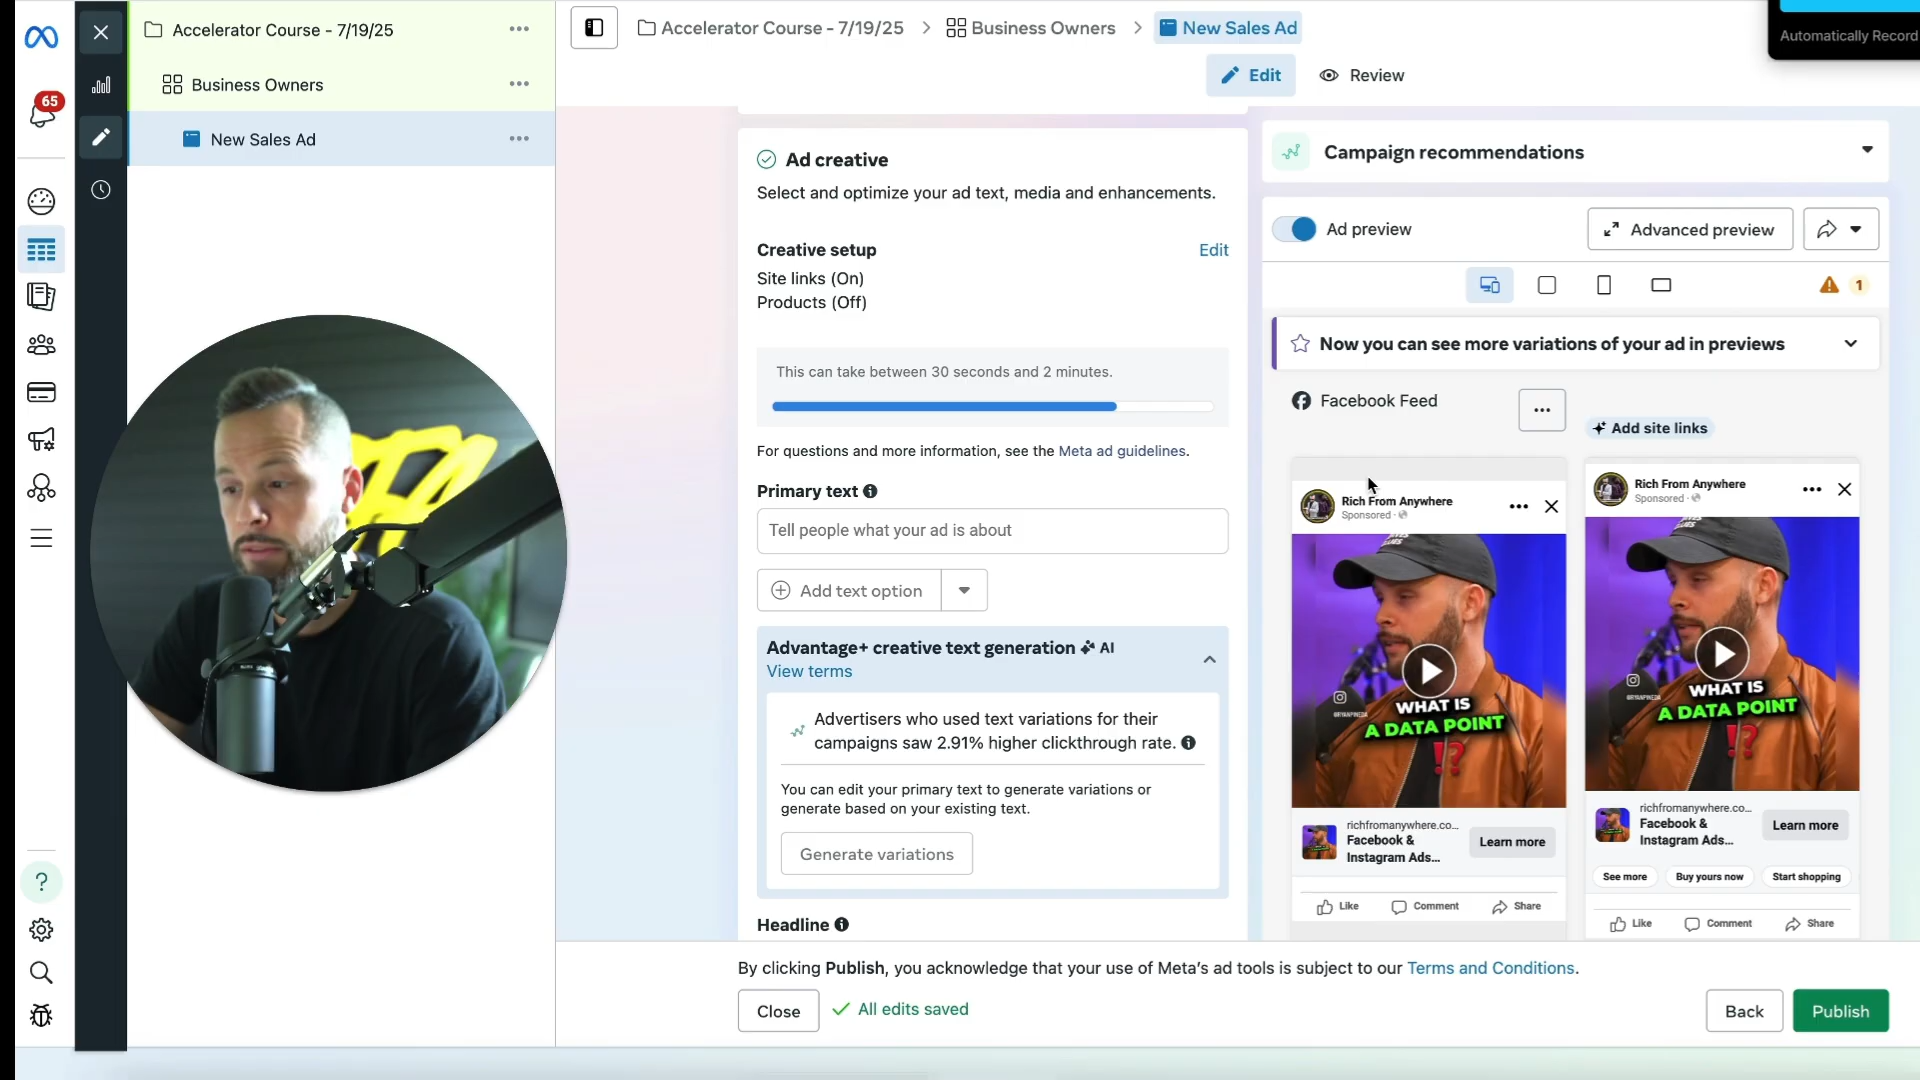 65
Accelerator Course - 7/19/25
Business Owners
New Sales Ad
Accelerator Course - 7/19/25
Business Owners
New Sales Ad
Edit
Review
Automatically Record
Ad creative
Select and optimize your ad text, media and enhancements.
Creative setup
Edit
Site links (On)
Products (Off)
This can take between 30 seconds and 2 minutes.
For questions and more information, see the Meta ad guidelines.
Primary text
Tell people what your ad is about
Add text option
Advantage+ creative text generation AI
View terms
Advertisers who used text variations for their
campaigns saw 2.91% higher clickthrough rate.
You can edit your primary text to generate variations or
generate based on your existing text.
Generate variations
Headline
Campaign recommendations
Ad preview
Advanced preview
1
Now you can see more variations of your ad in previews
Facebook Feed
Add site links
Rich From Anywhere
Sponsored ·
WHAT IS
A DATA POINT
⁉
richfromanywhere.co...
Facebook &
Instagram Ads...
Learn more
Like
Comment
Share
Rich From Anywhere
Sponsored ·
WHAT IS
A DATA POINT
⁉
richfromanywhere.co...
Facebook &
Instagram Ads...
Learn more
See more
Buy yours now
Start shopping
Like
Comment
Share
By clicking Publish, you acknowledge that your use of Meta's ad tools is subject to our Terms and Conditions.
Close
All edits saved
Back
Publish